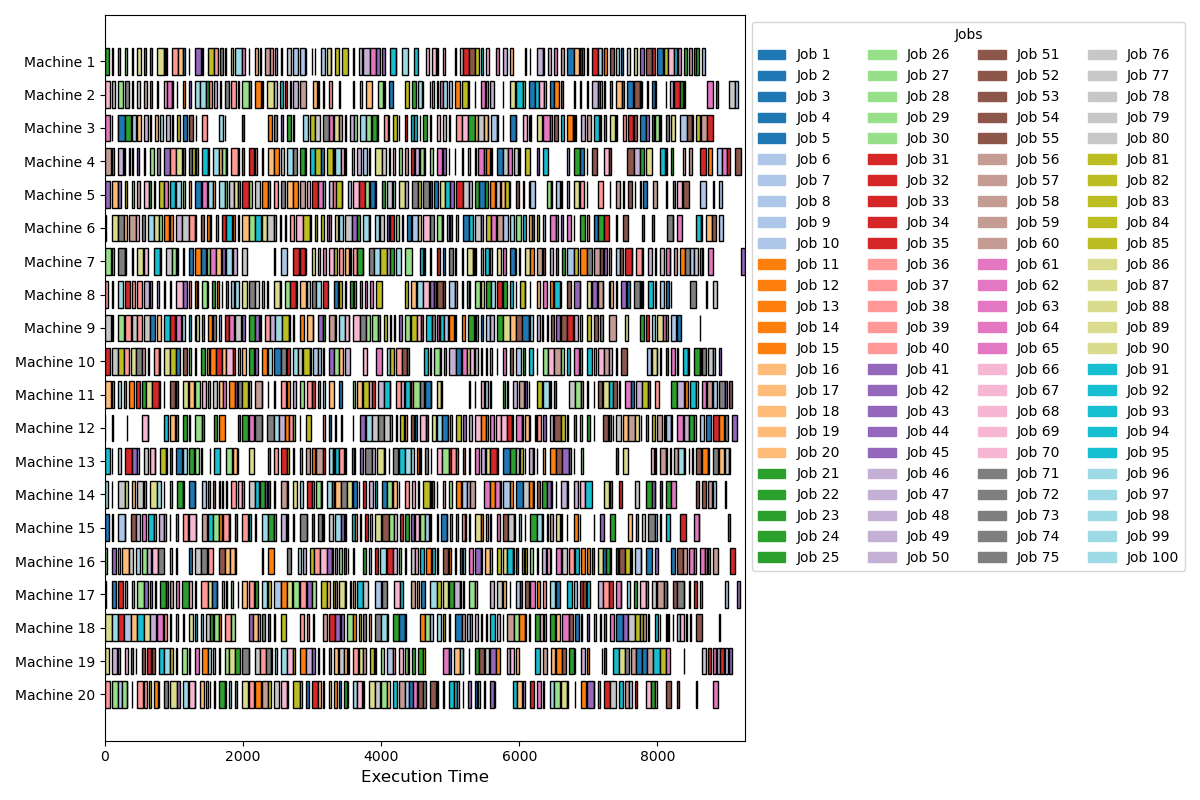 Jobs
Job 1 Job 26 Job 51 Job 76
Machine 1
Job 2 Job 27 Job 52 Job 77
Machine 2
Job 3 Job 28 Job 53 Job 78
Job 4 Job 29 Job 54 Job 79
Machine 3
Job 5 Job 30 Job 55 Job 80
Job 6 Job 31 Job 56 Job 81
Machine 4
Job 7 Job 32 Job 57 Job 82
Machine 5
Job 8 Job 33 Job 58 Job 83
Job 9 Job 34 Job 59 Job 84
Machine 6
Job 10 Job 35 Job 60 Job 85
Machine 7
Job 11 Job 36 Job 61 Job 86
Job 12 Job 37 Job 62 Job 87
Machine 8
Job 13 Job 38 Job 63 Job 88
Job 14 Job 39 Job 64 Job 89
Machine 9
Job 15 Job 40 Job 65 Job 90
Machine 10
Job 16 Job 41 Job 66 Job 91
Job 17 Job 42 Job 67 Job 92
Machine 11
Job 18 Job 43 Job 68 Job 93
Machine 12
Job 19 Job 44 Job 69 Job 94
Job 20 Job 45 Job 70 Job 95
Machine 13
Job 21 Job 46 Job 71 Job 96
Machine 14
Job 22 Job 47 Job 72 Job 97
Job 23 Job 48 Job 73 Job 98
Machine 15
Job 24 Job 49 Job 74 Job 99
Job 25 Job 50 Job 75 Job 100
Machine 16
Machine 17
Machine 18
Machine 19
Machine 20
0 2000 4000 6000 8000
Execution Time